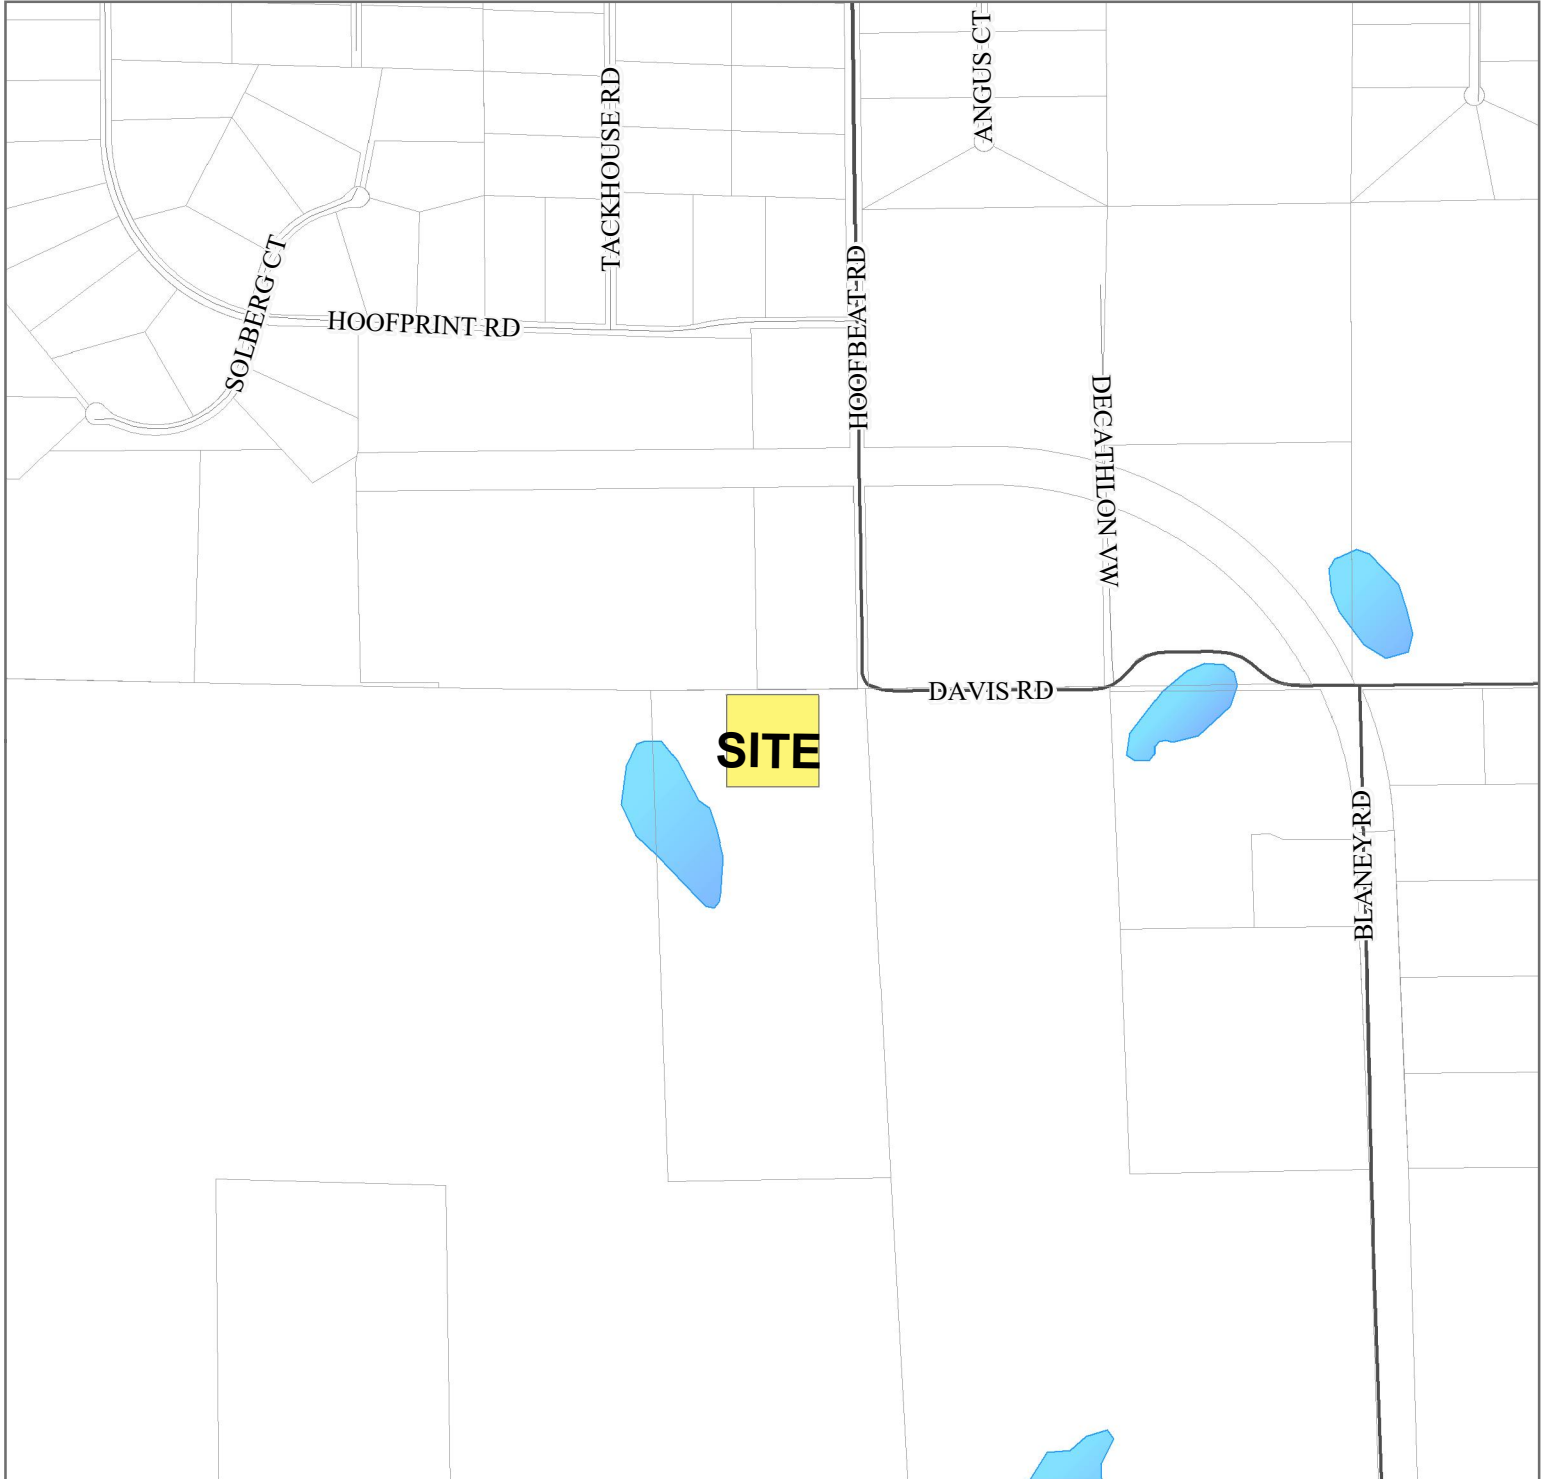 ANGUS CT
TACKHOUSE RD
HOOFBEAT RD
SOLBERG CT
HOOFPRINT RD
DECATHLON VW
DAVIS RD
SITE
BLANEY RD